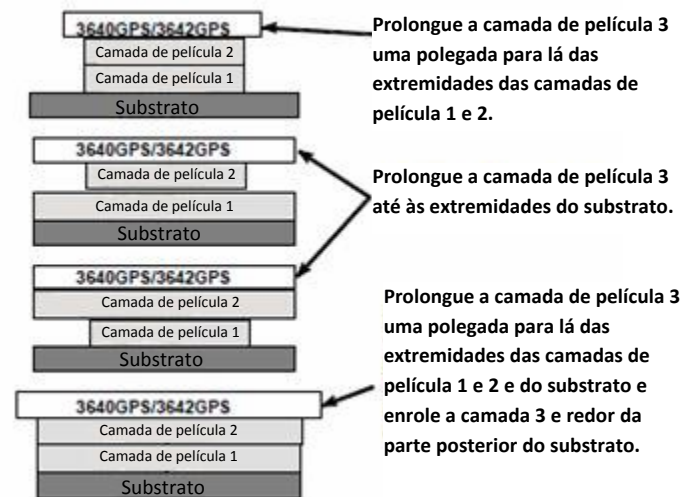 3640GPS/3642GPS
Camada de película 2
Camada de película 1
Substrato
Prolongue a camada de película 3
uma polegada para lá das
extremidades das camadas de
película 1 e 2.
3640GPS/3642GPS
Camada de película 2
Camada de película 1
Substrato
Prolongue a camada de película 3
até às extremidades do substrato.
3640GPS/3642GPS
Camada de película 2
Camada de película 1
Substrato
3640GPS/3642GPS
Camada de película 2
Camada de película 1
Substrato
Prolongue a camada de película 3
uma polegada para lá das
extremidades das camadas de
película 1 e 2 e do substrato e
enrole a camada 3 e redor da
parte posterior do substrato.